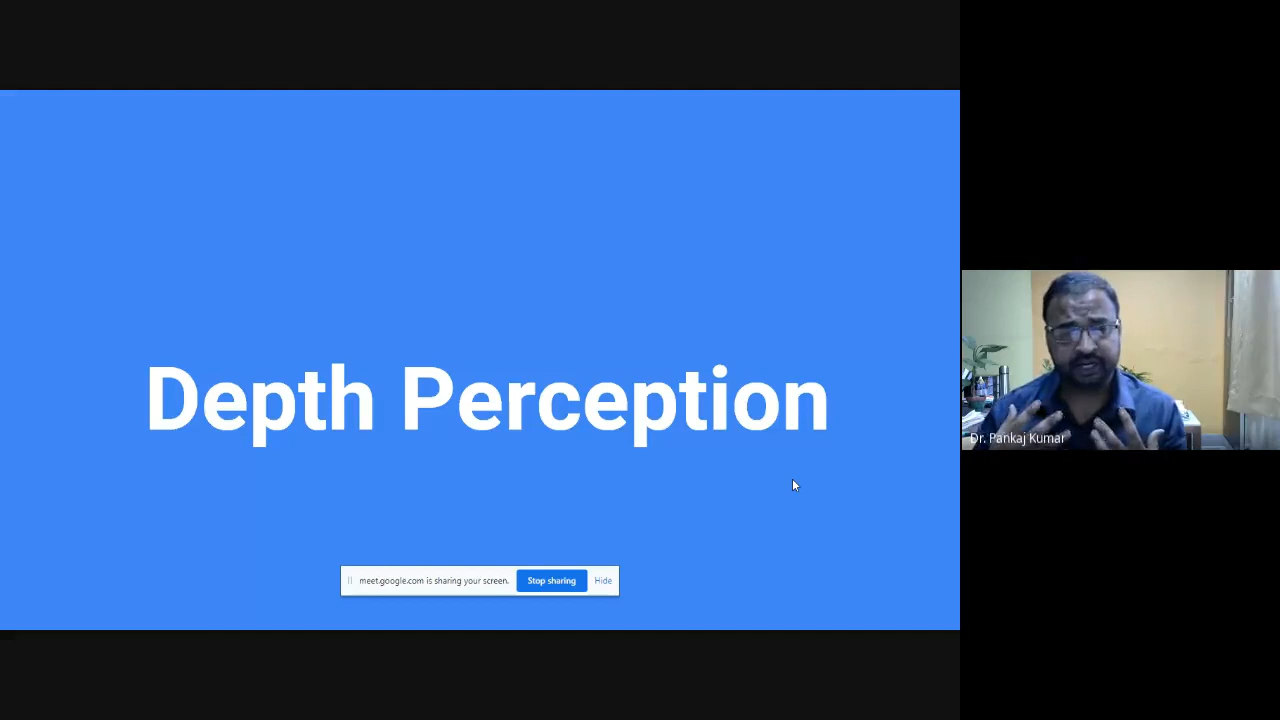 Depth Perception
meet.google.com is sharing your screen. Stop sharing Hide
Dr. Pankaj Kumar